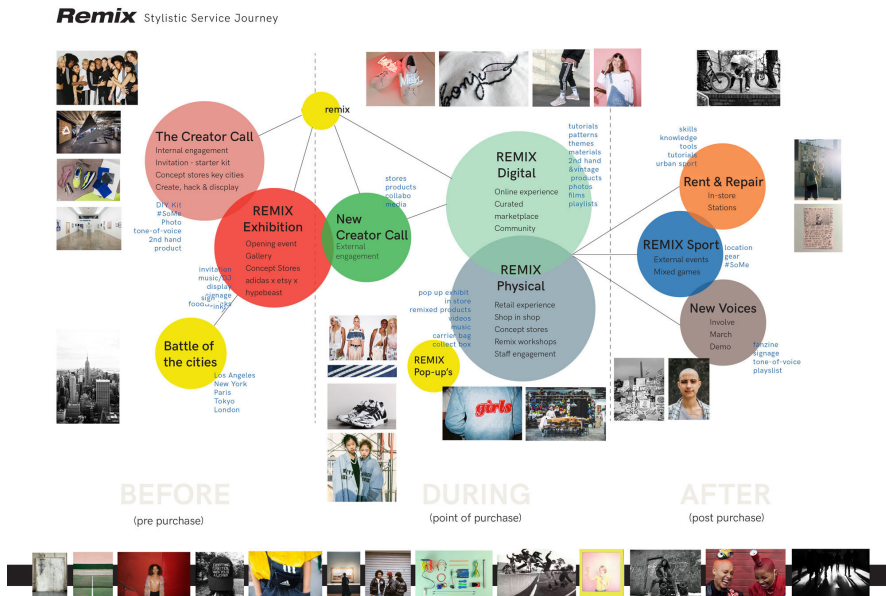 Remix Stylistic Service Journey
remix
The Creator Call
Internal engagement
Invitation - starter kit
Concept stores key cities
Create, hack & discplay
DIY Kit
#SoMe
Photo
tone-of-voice
2nd hand
product
REMIX
Exhibition
Opening event
Gallery
Concept Stores
adidas x etsy x
hypebeast
invitation
music/DJ
display
signage
Battle of
the cities
Los Angeles
New York
Paris
Tokyo
London
stores
products
collabo
media
New
Creator Call
External
engagement
REMIX
Digital
Online experience
Curated
marketplace
Community
tutorials
patterns
themes
materials
2nd hand
&vintage
products
photos
films
playlists
REMIX
Physical
Retail experience
Shop in shop
Concept stores
Remix workshops
Staff engagement
pop up exhibit
in store
remixed products
videos
music
carrier bag
collect box
REMIX
Pop-up's
girls
skills
knowledge
tools
tutorials
urban sport
Rent & Repair
In-store
Stations
REMIX Sport
External events
Mixed games
location
gear
#SoMe
New Voices
Involve
March
Demo
fanzine
signage
tone-of-voice
playlist
BEFORE
(pre purchase)
DURING
(point of purchase)
AFTER
(post purchase)